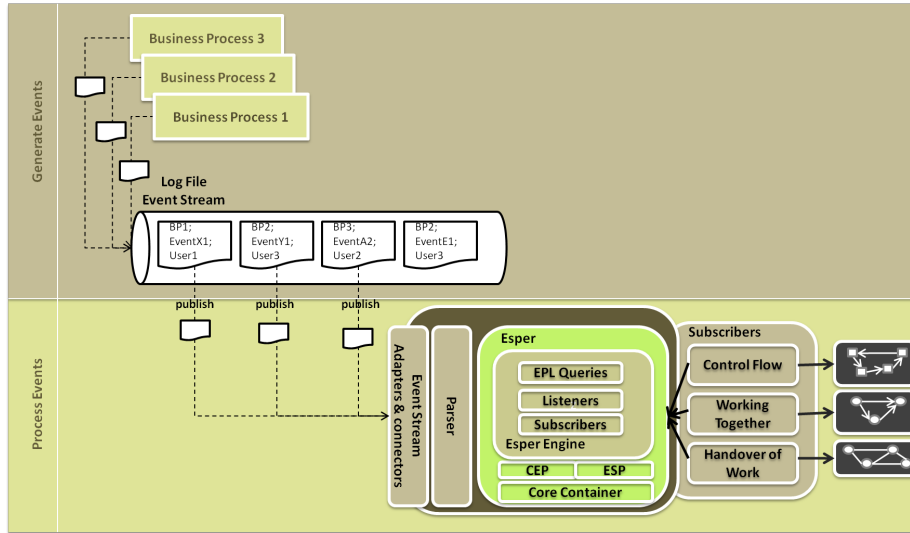 Generate Events
Business Process 3
Business Process 2
Business Process 1
Log File
Event Stream
BP1;
EventX1;
User1
BP2;
EventY1;
User3
BP3;
EventA2;
User2
BP2;
EventE1;
User3
Process Events
publish
publish
publish
Event Stream
Adapters & connectors
Parser
Esper
EPL Queries
Listeners
Subscribers
Esper Engine
CEP
ESP
Core Container
Subscribers
Control Flow
Working
Together
Handover of
Work